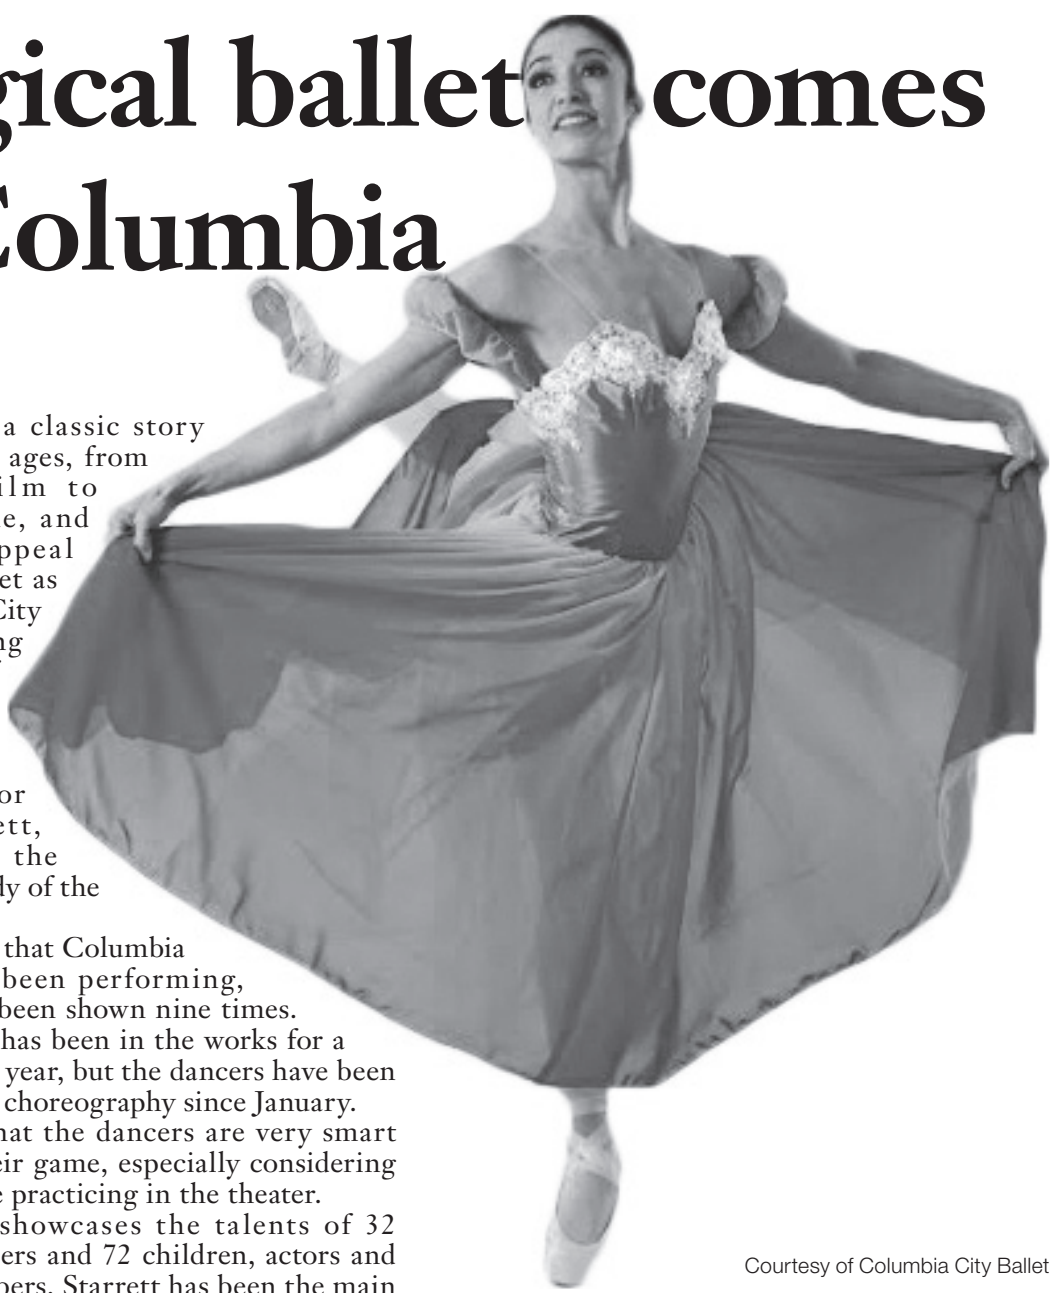 gical ballet comes
Columbia
a classic story
ages, from
ilm to
e, and
ppeal
et as
City
ng
or
ett,
the
dy of the
that Columbia
been performing,
been shown nine times.
has been in the works for a
year, but the dancers have been
choreography since January.
hat the dancers are very smart
eir game, especially considering
e practicing in the theater.
showcases the talents of 32
ers and 72 children, actors and
bers. Starrett has been the main
Courtesy of Columbia City Ballet